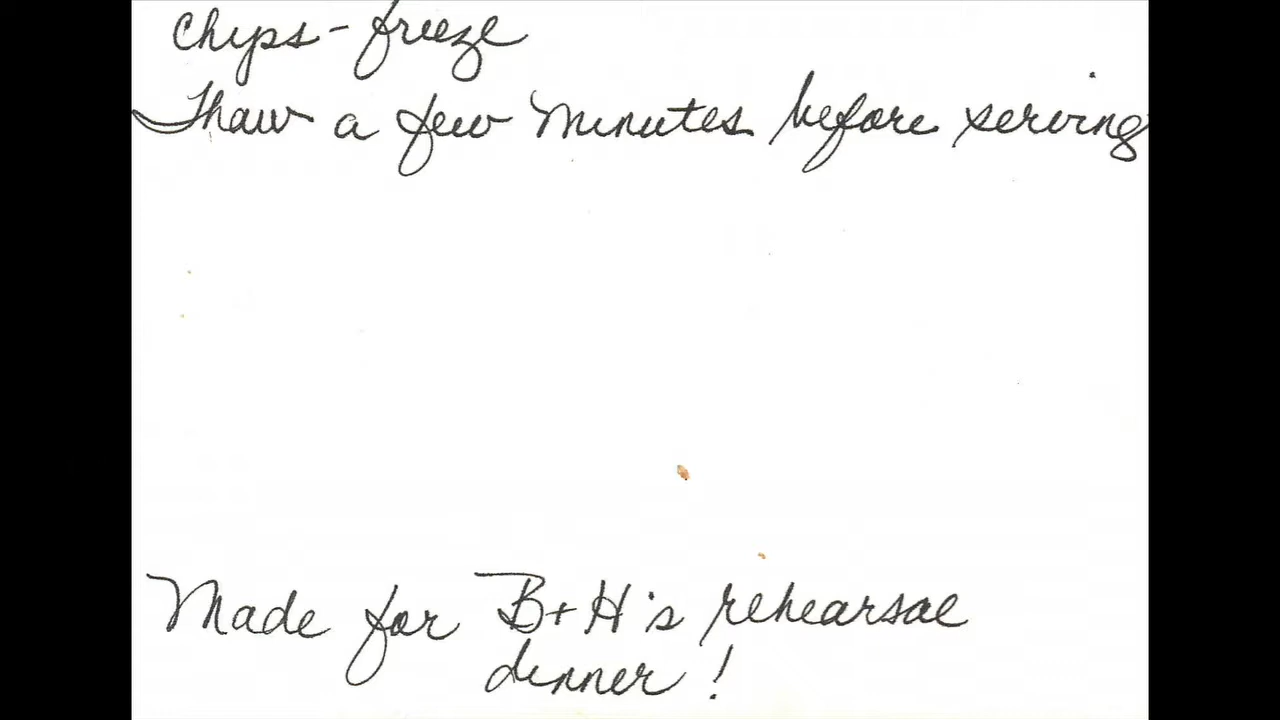 chips - freeze
Thaw a few minutes before serving
Made for B + H's rehearsal
dinner!